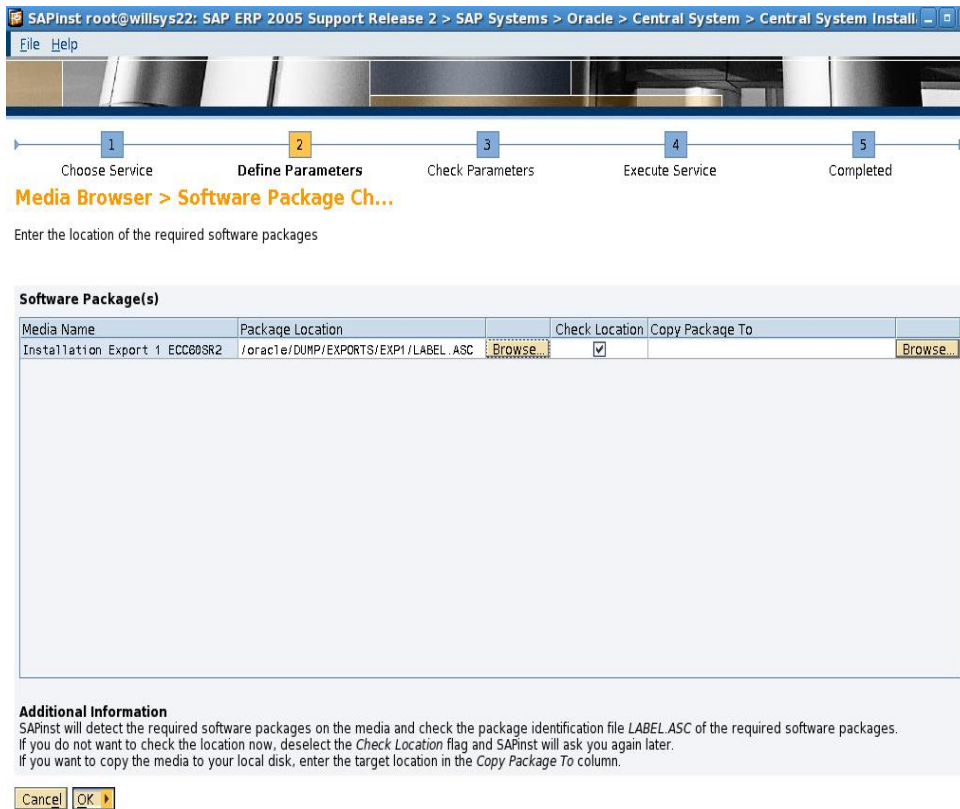 SAPinst root@willsys22: SAP ERP 2005 Support Release 2 > SAP Systems > Oracle > Central System > Central System Install
File Help
1 2 3 4 5
Choose Service Define Parameters Check Parameters Execute Service Completed
Media Browser > Software Package Ch...
Enter the location of the required software packages
Software Package(s)
Media Name Package Location Check Location Copy Package To
Installation Export 1 ECC60SR2 /oracle/DUMP/EXPORTS/EXP1/LABEL.ASC Browse... Browse...
Additional Information
SAPinst will detect the required software packages on the media and check the package identification file LABEL.ASC of the required software packages.
If you do not want to check the location now, deselect the Check Location flag and SAPinst will ask you again later.
If you want to copy the media to your local disk, enter the target location in the Copy Package To column.
Cancel OK